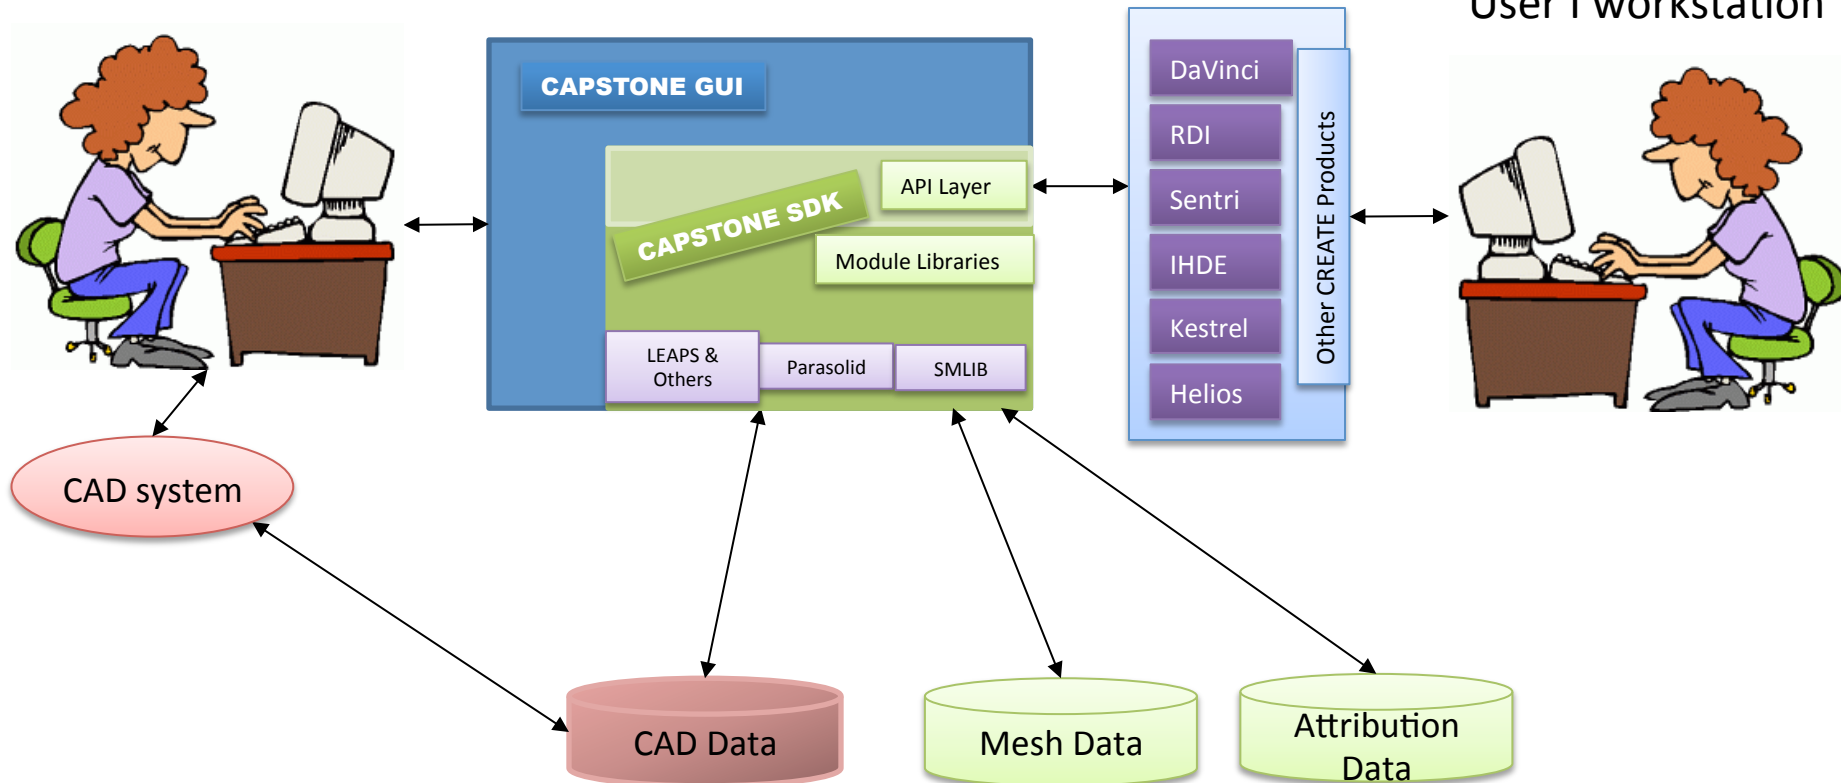 User I workstation
CAPSTONE GUI
API Layer
CAPSTONE SDK
Module Libraries
LEAPS &
Others
Parasolid
SMLIB
DaVinci
RDI
Sentri
IHDE
Kestrel
Helios
Other CREATE Products
CAD system
CAD Data
Mesh Data
Attribution
Data